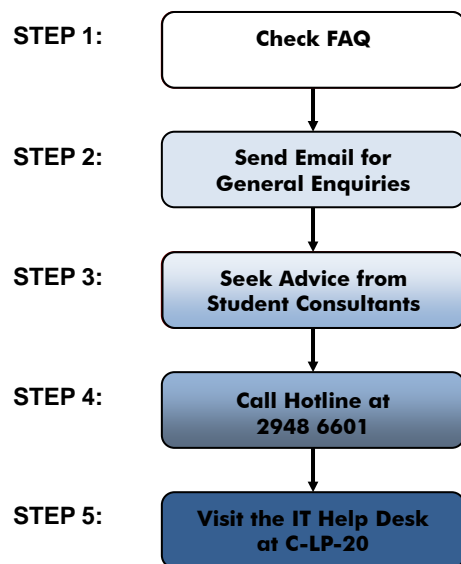 STEP 1:
Check FAQ
STEP 2:
Send Email for
General Enquiries
STEP 3:
Seek Advice from
Student Consultants
STEP 4:
Call Hotline at
2948 6601
STEP 5:
Visit the IT Help Desk
at C-LP-20